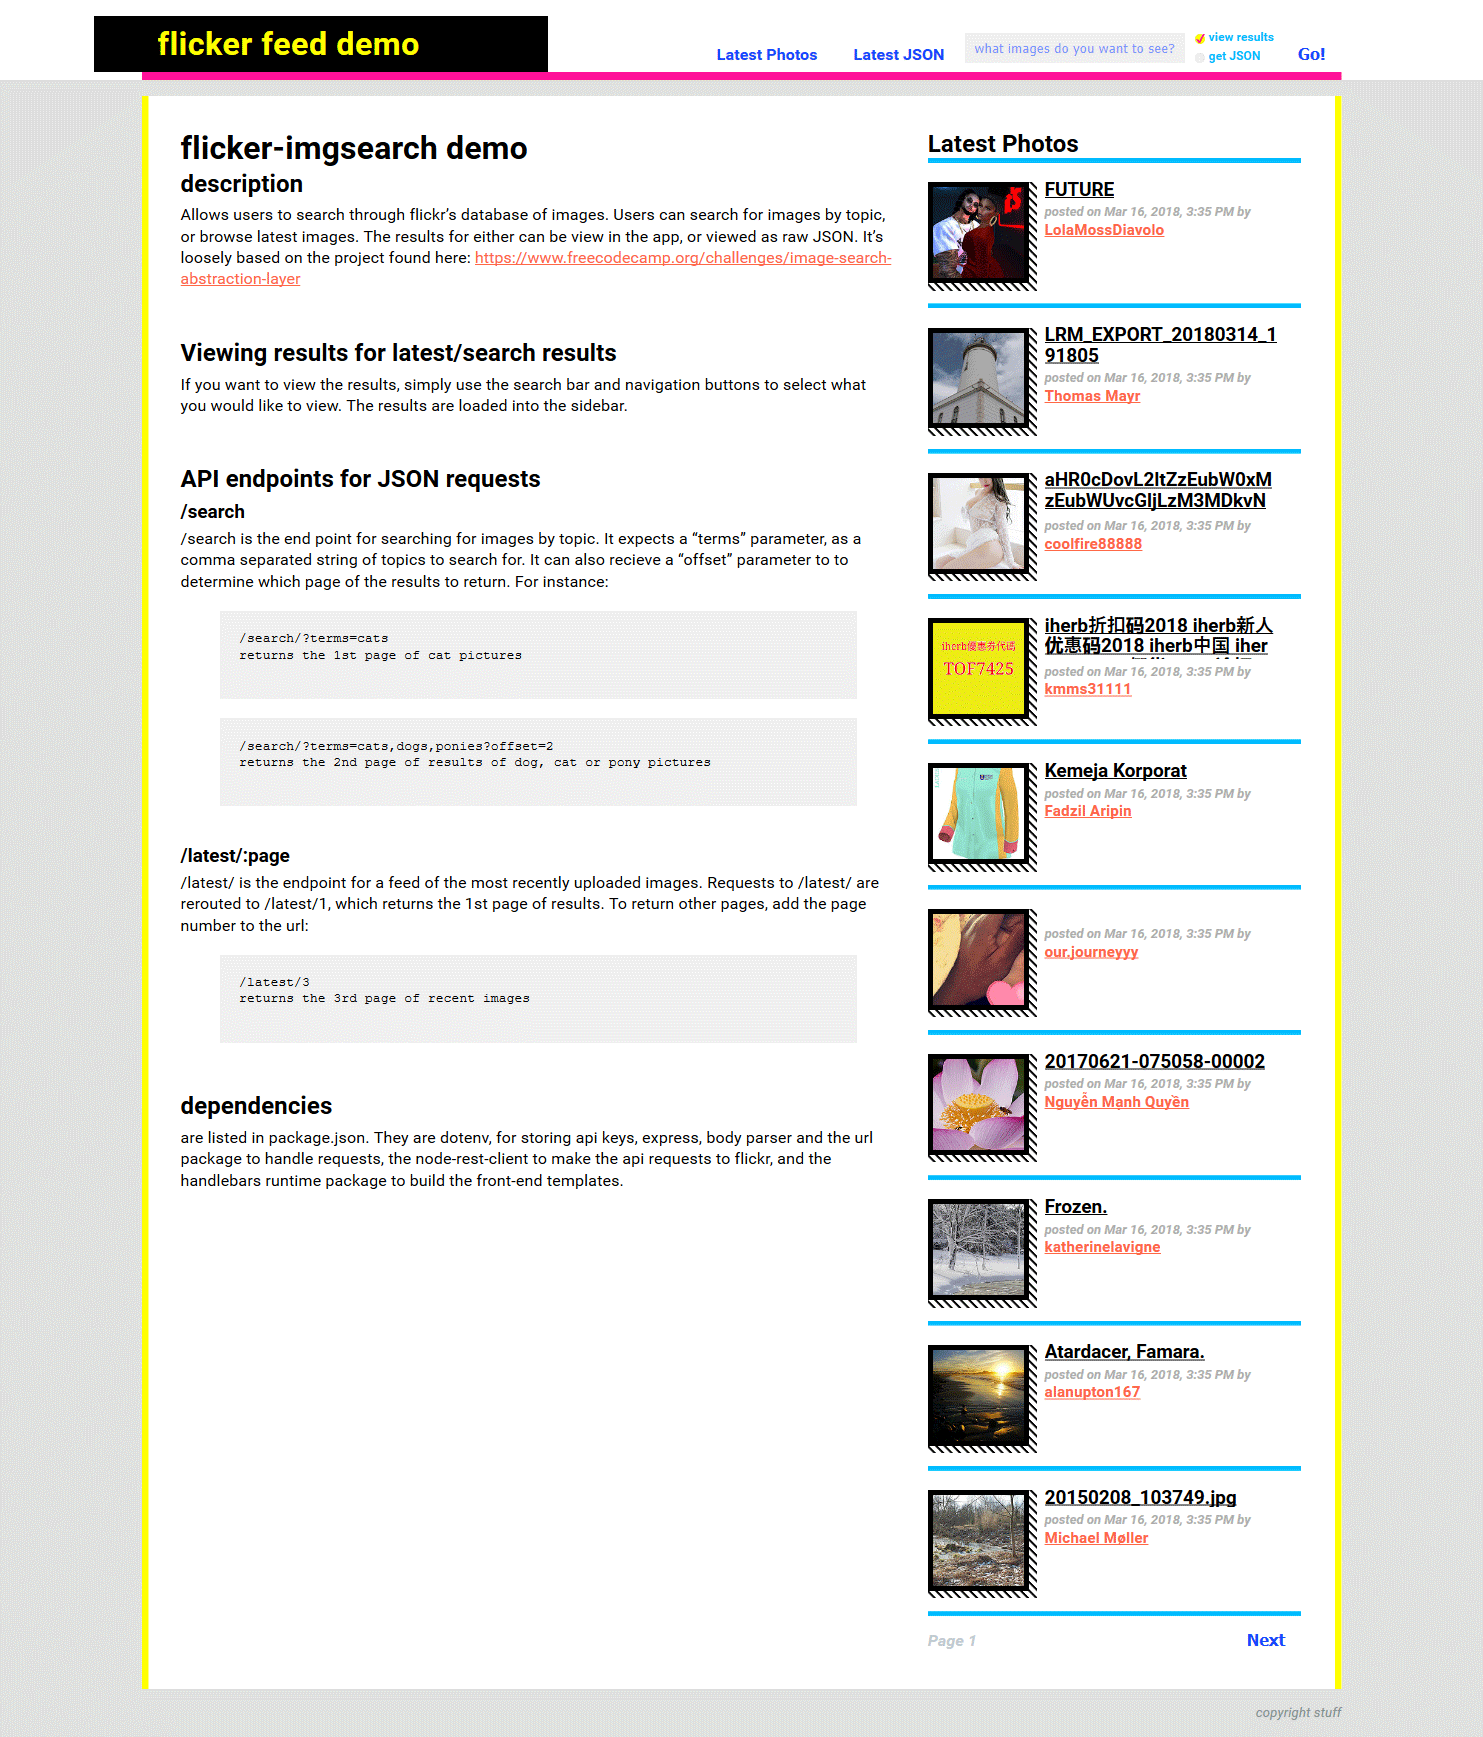 flicker feed demo
Latest Photos
Latest JSON
what images do you want to see?
view results
get JSON
Go!
flicker-imgsearch demo
description
Allows users to search through flickr’s database of images. Users can search for images by topic,
or browse latest images. The results for either can be view in the app, or viewed as raw JSON. It’s
loosely based on the project found here: https://www.freecodecamp.org/challenges/image-search-
abstraction-layer
Viewing results for latest/search results
If you want to view the results, simply use the search bar and navigation buttons to select what
you would like to view. The results are loaded into the sidebar.
API endpoints for JSON requests
/search
/search is the end point for searching for images by topic. It expects a “terms” parameter, as a
comma separated string of topics to search for. It can also recieve a “offset” parameter to to
determine which page of the results to return. For instance:
/search/?terms=cats
returns the 1st page of cat pictures
/search/?terms=cats,dogs,ponies?offset=2
returns the 2nd page of results of dog, cat or pony pictures
/latest/:page
/latest/ is the endpoint for a feed of the most recently uploaded images. Requests to /latest/ are
rerouted to /latest/1, which returns the 1st page of results. To return other pages, add the page
number to the url:
/latest/3
returns the 3rd page of recent images
dependencies
are listed in package.json. They are dotenv, for storing api keys, express, body parser and the url
package to handle requests, the node-rest-client to make the api requests to flickr, and the
handlebars runtime package to build the front-end templates.
Latest Photos
FUTURE
posted on Mar 16, 2018, 3:35 PM by
LolaMossDiavolo
LRM_EXPORT_20180314_1
91805
posted on Mar 16, 2018, 3:35 PM by
Thomas Mayr
aHR0cDovL2ltZzEubW0xM
zEubWUvcGljLzM3MDkvN
posted on Mar 16, 2018, 3:35 PM by
coolfire88888
iherb優惠券代碼
TOF7425
iherb折扣码2018 iherb新人
优惠码2018 iherb中国 iher
posted on Mar 16, 2018, 3:35 PM by
kmms31111
Kemeja Korporat
posted on Mar 16, 2018, 3:35 PM by
Fadzil Aripin
posted on Mar 16, 2018, 3:35 PM by
our.journeyyy
20170621-075058-00002
posted on Mar 16, 2018, 3:35 PM by
Nguyễn Mạnh Quyền
Frozen.
posted on Mar 16, 2018, 3:35 PM by
katherinelavigne
Atardacer, Famara.
posted on Mar 16, 2018, 3:35 PM by
alanupton167
20150208_103749.jpg
posted on Mar 16, 2018, 3:35 PM by
Michael Møller
Page 1
Next
copyright stuff